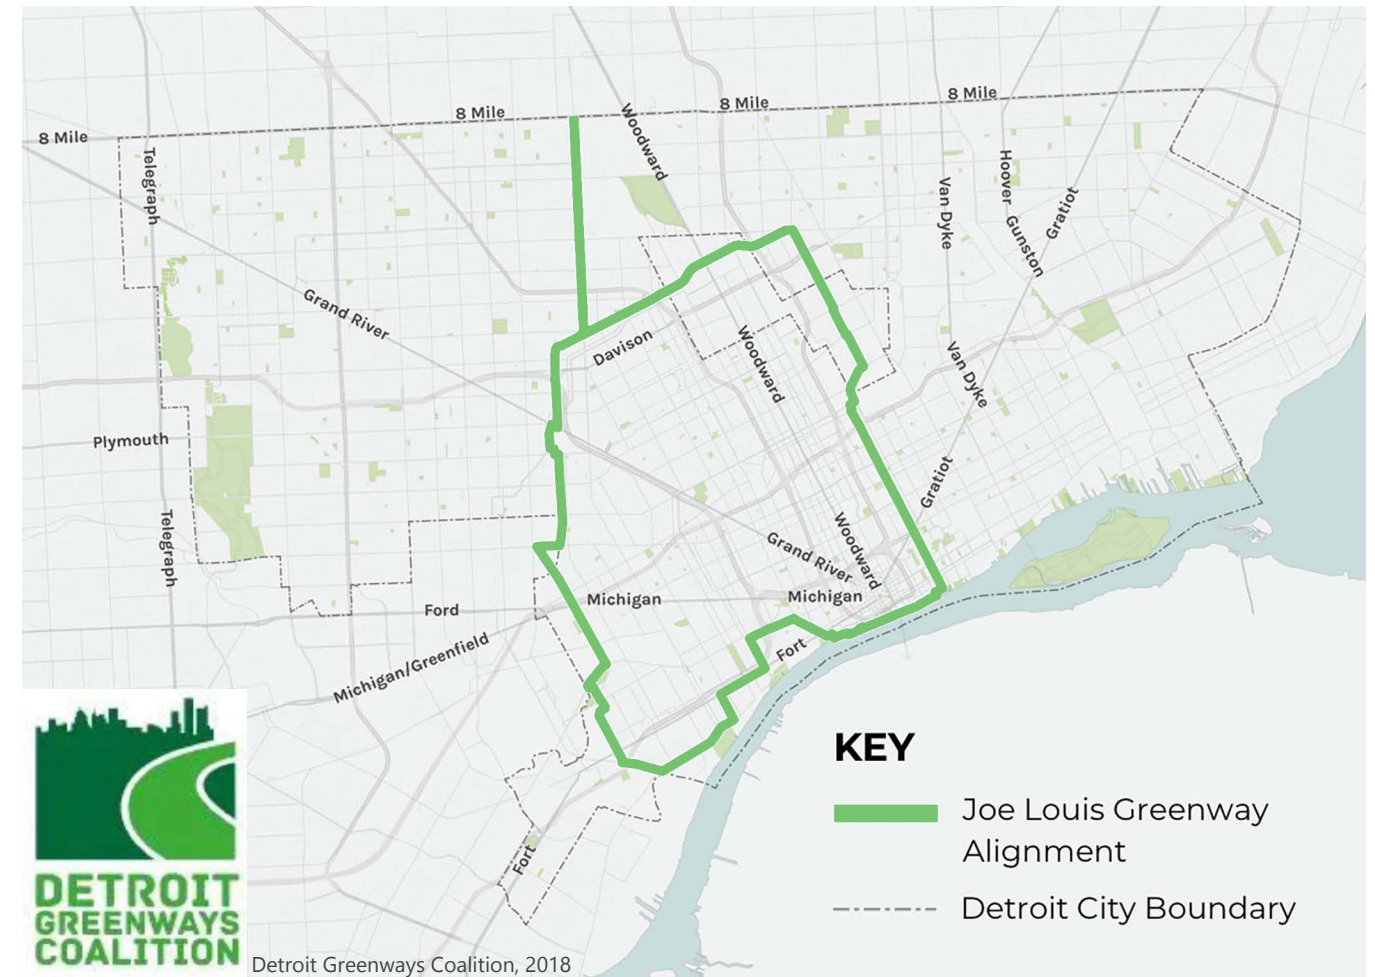 8 Mile
8 Mile
8 Mile
8 Mile
Woodward
Telegraph
Van Dyke
Hoover
Gunston
Gratiot
Grand River
Davison
Woodward
Van Dyke
Plymouth
Gratiot
Telegraph
Grand River
Woodward
Michigan
Michigan
Ford
Fort
Michigan/Greenfield
Fort
KEY
Joe Louis Greenway
Alignment
Detroit City Boundary
DETROIT
GREENWAYS
COALITION
Detroit Greenways Coalition, 2018